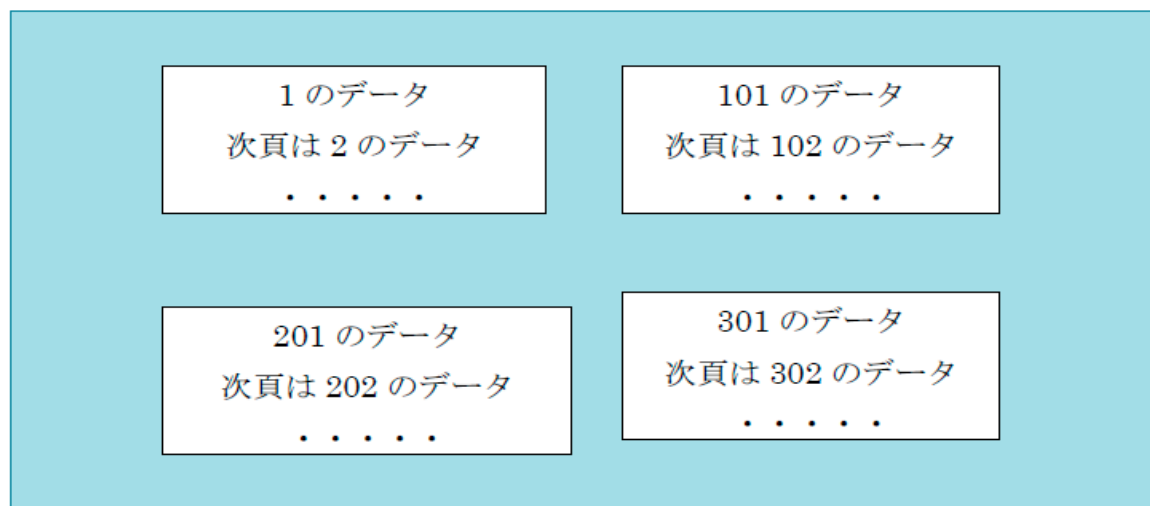 1 のデータ
次頁は 2 のデータ
・・・・・
101 のデータ
次頁は 102 のデータ
・・・・・
201 のデータ
次頁は 202 のデータ
・・・・・
301 のデータ
次頁は 302 のデータ
・・・・・